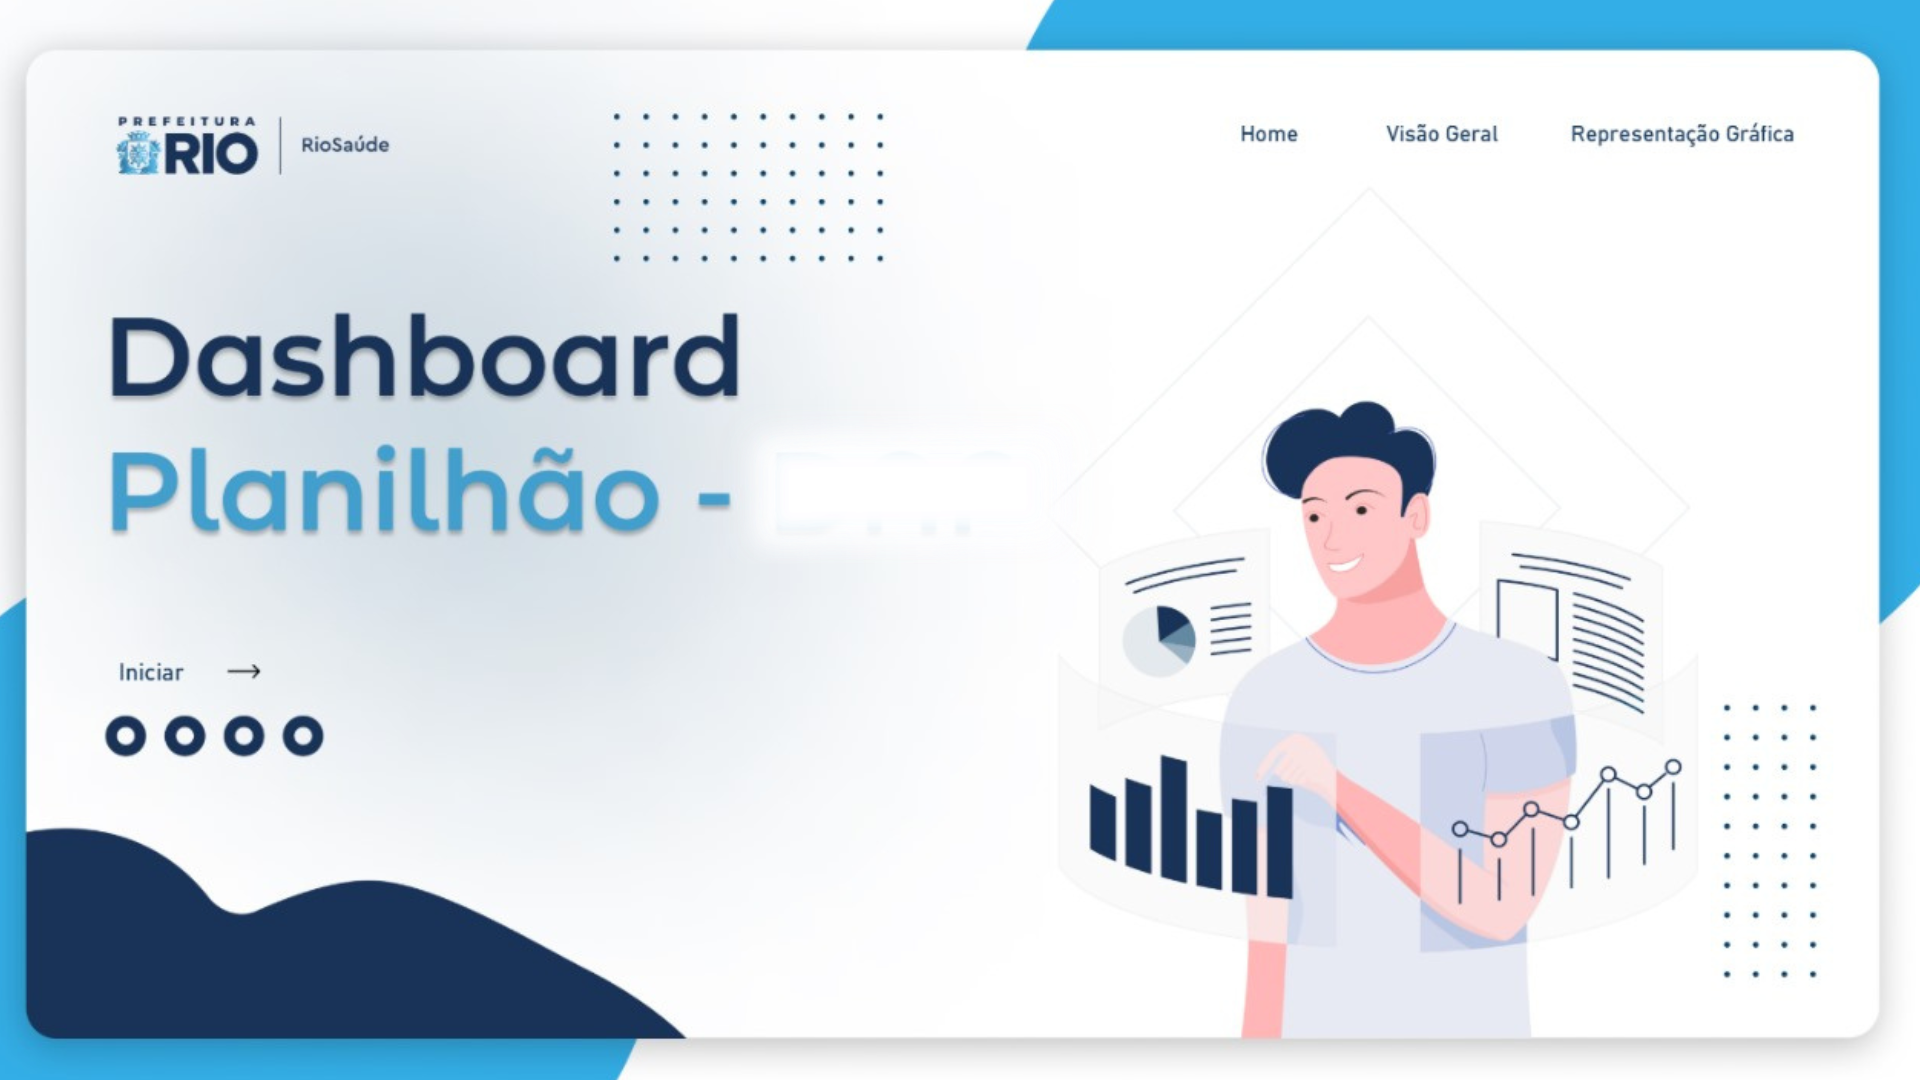 PREFEITURA
RIO
RioSaúde
Home
Visão Geral
Representação Gráfica
Dashboard
Planilhão -
Iniciar